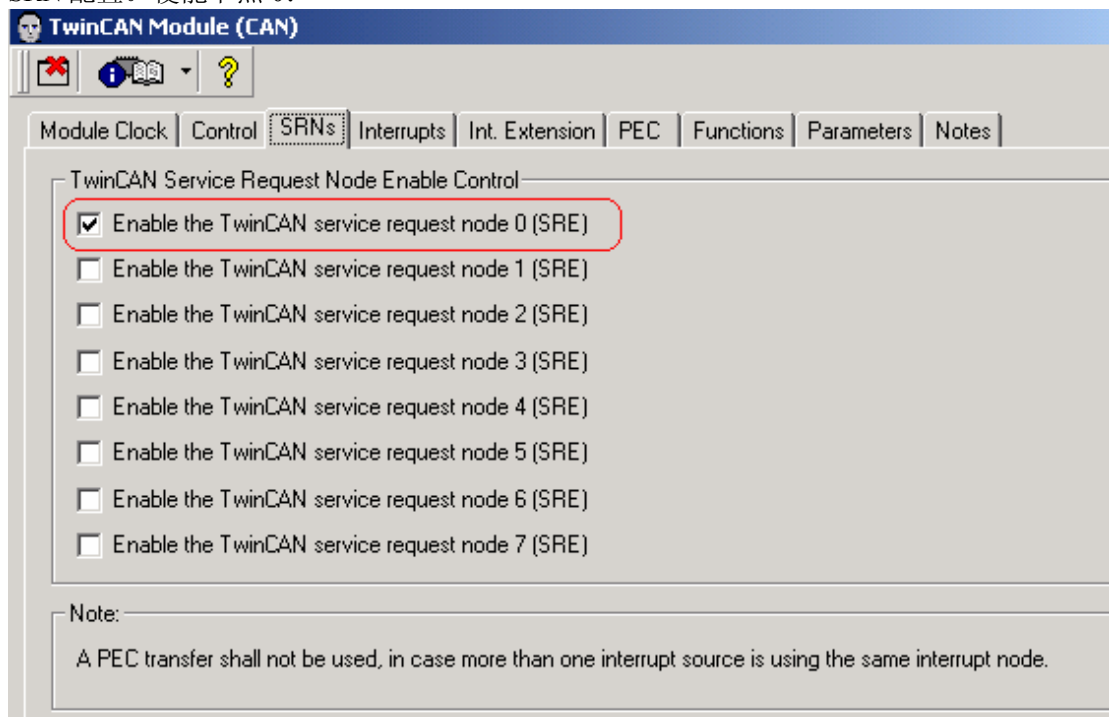 TwinCAN Module (CAN)
Module Clock Control SRNs Interrupts Int. Extension PEC Functions Parameters Notes
TwinCAN Service Request Node Enable Control
Enable the TwinCAN service request node 0 (SRE)
Enable the TwinCAN service request node 1 (SRE)
Enable the TwinCAN service request node 2 (SRE)
Enable the TwinCAN service request node 3 (SRE)
Enable the TwinCAN service request node 4 (SRE)
Enable the TwinCAN service request node 5 (SRE)
Enable the TwinCAN service request node 6 (SRE)
Enable the TwinCAN service request node 7 (SRE)
Note:
A PEC transfer shall not be used, in case more than one interrupt source is using the same interrupt node.